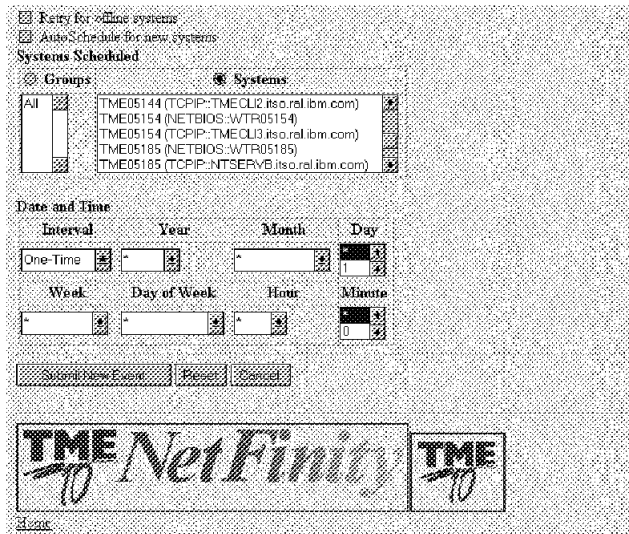 Retry for offline systems
AutoSchedule for new systems
Systems Scheduled
Groups Systems
All
TME05144 (TCPIP::TMECLI2.itso.ral.ibm.com)
TME05154 (NETBIOS::WTR05154)
TME05154 (TCPIP::TMECLI3.itso.ral.ibm.com)
TME05185 (NETBIOS::WTR05185)
TME05185 (TCPIP::NTSERVB.itso.ral.ibm.com)
Date and Time
Interval Year Month Day
One-Time * * *
1
Week Day of Week Hour Minute
* * * *
0
Submit New Event Reset Cancel
TME 10 NetFinity TME 10
Home